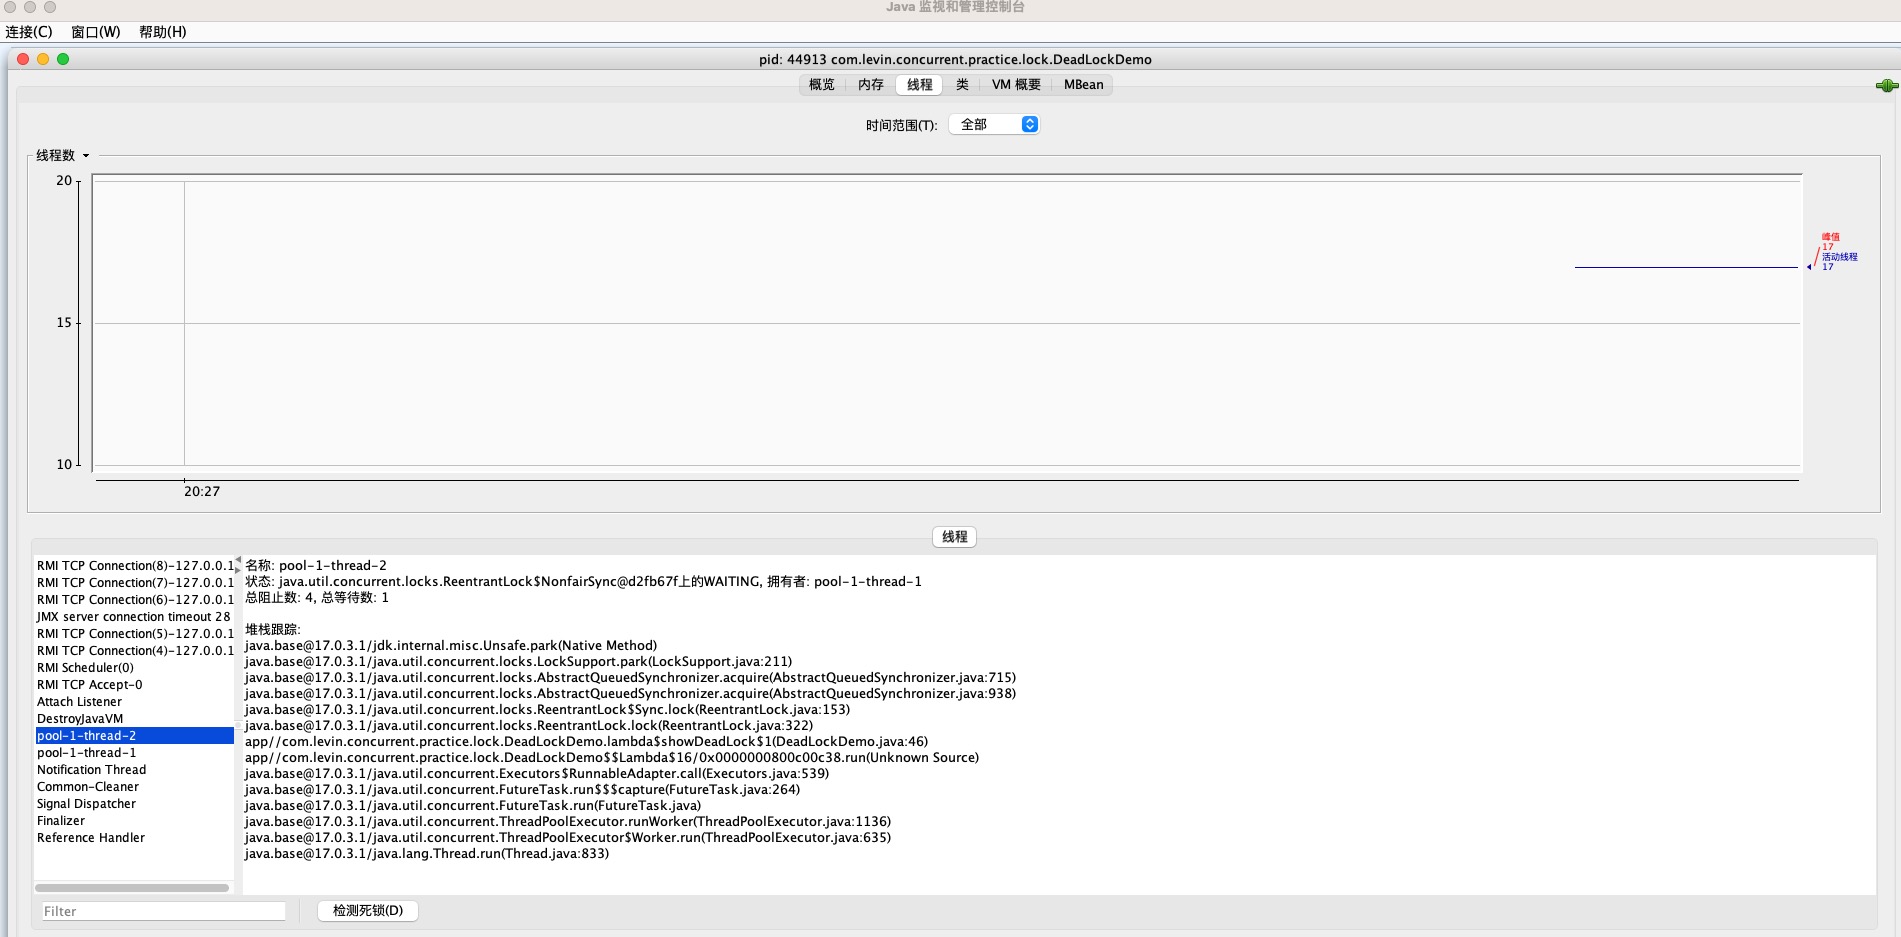 Java 监视和管理控制台
连接(C) 窗口(W) 帮助(H)
pid: 44913 com.levin.concurrent.practice.lock.DeadLockDemo
概览 内存 线程 类 VM 概要 MBean
时间范围(T): 全部
线程数
20
15
10
20:27
峰值
17
活动线程
17
线程
RMI TCP Connection(8)-127.0.0.1
RMI TCP Connection(7)-127.0.0.1
RMI TCP Connection(6)-127.0.0.1
JMX server connection timeout 28
RMI TCP Connection(5)-127.0.0.1
RMI TCP Connection(4)-127.0.0.1
RMI Scheduler(0)
RMI TCP Accept-0
Attach Listener
DestroyJavaVM
pool-1-thread-2
pool-1-thread-1
Notification Thread
Common-Cleaner
Signal Dispatcher
Finalizer
Reference Handler
名称: pool-1-thread-2
状态: java.util.concurrent.locks.ReentrantLock$NonfairSync@d2fb67f上的WAITING, 拥有者: pool-1-thread-1
总阻止数: 4, 总等待数: 1
堆栈跟踪:
java.base@17.0.3.1/jdk.internal.misc.Unsafe.park(Native Method)
java.base@17.0.3.1/java.util.concurrent.locks.LockSupport.park(LockSupport.java:211)
java.base@17.0.3.1/java.util.concurrent.locks.AbstractQueuedSynchronizer.acquire(AbstractQueuedSynchronizer.java:715)
java.base@17.0.3.1/java.util.concurrent.locks.AbstractQueuedSynchronizer.acquire(AbstractQueuedSynchronizer.java:938)
java.base@17.0.3.1/java.util.concurrent.locks.ReentrantLock$Sync.lock(ReentrantLock.java:153)
java.base@17.0.3.1/java.util.concurrent.locks.ReentrantLock.lock(ReentrantLock.java:322)
app//com.levin.concurrent.practice.lock.DeadLockDemo.lambda$showDeadLock$1(DeadLockDemo.java:46)
app//com.levin.concurrent.practice.lock.DeadLockDemo$$Lambda$16/0x0000000800c00c38.run(Unknown Source)
java.base@17.0.3.1/java.util.concurrent.Executors$RunnableAdapter.call(Executors.java:539)
java.base@17.0.3.1/java.util.concurrent.FutureTask.run$$$capture(FutureTask.java:264)
java.base@17.0.3.1/java.util.concurrent.FutureTask.run(FutureTask.java)
java.base@17.0.3.1/java.util.concurrent.ThreadPoolExecutor.runWorker(ThreadPoolExecutor.java:1136)
java.base@17.0.3.1/java.util.concurrent.ThreadPoolExecutor$Worker.run(ThreadPoolExecutor.java:635)
java.base@17.0.3.1/java.lang.Thread.run(Thread.java:833)
Filter 检测死锁(D)